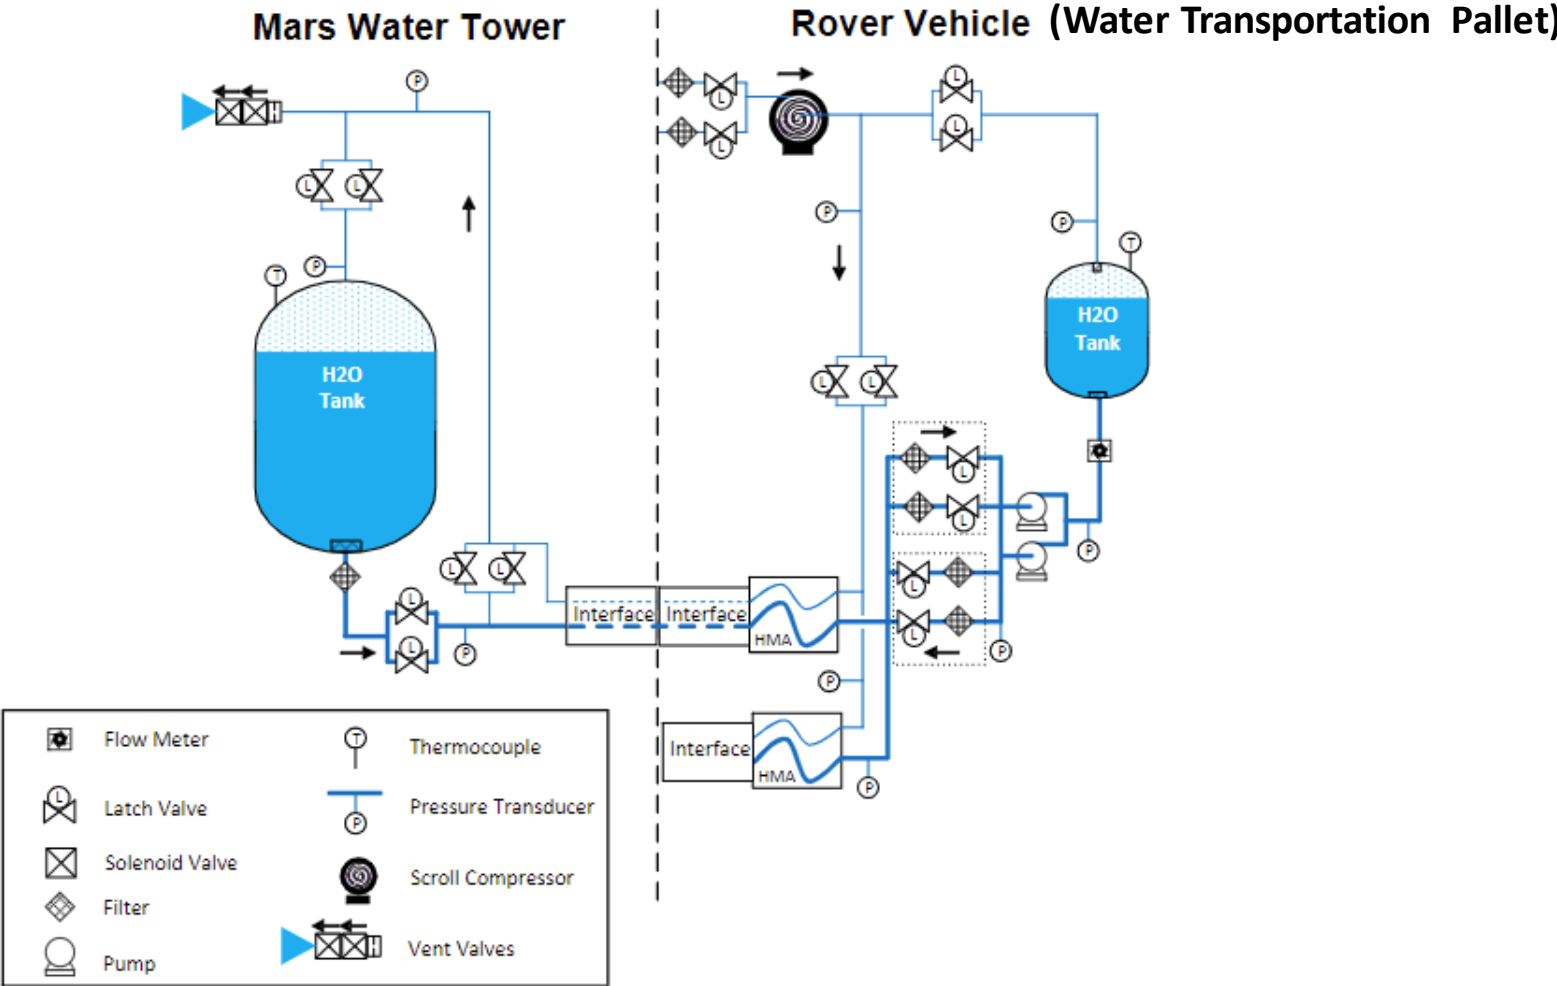 Mars Water Tower
Rover Vehicle (Water Transportation Pallet)
P
L
L
P
T
H2O
Tank
L
L
P
L
L
L
L
P
L
L
P
T
H2O
Tank
P
L
L
L
L
L
L
P
P
Interface
Interface
HMA
P
Interface
HMA
P
Flow Meter
T
Thermocouple
L
Latch Valve
P
Pressure Transducer
Solenoid Valve
Scroll Compressor
Filter
Vent Valves
Pump